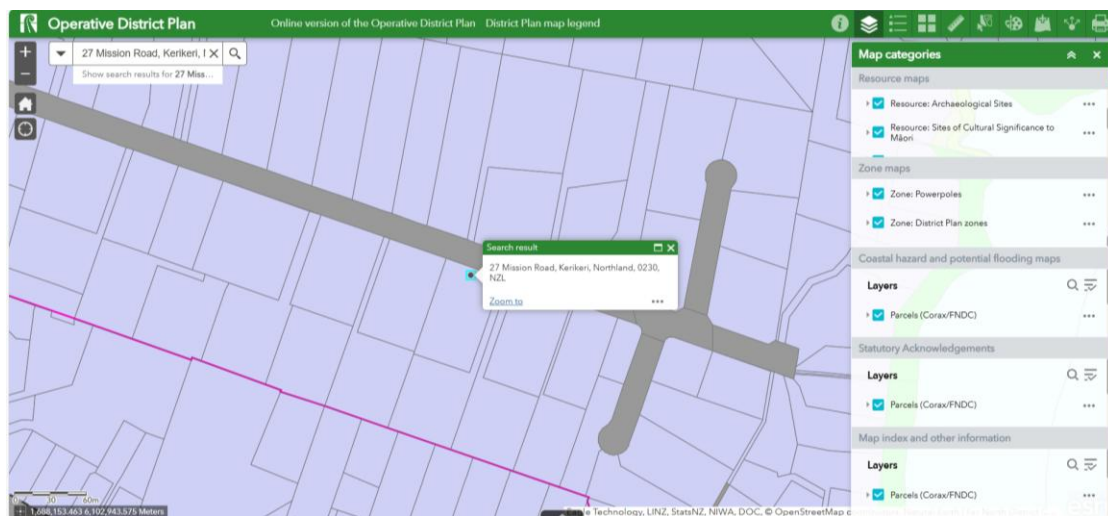 Operative District Plan
Online version of the Operative District Plan
District Plan map legend
27 Mission Road, Kerikeri,
Show search results for 27 Miss...
Map categories
Resource maps
Resource: Archaeological Sites
Resource: Sites of Cultural Significance to
Māori
Zone maps
Zone: Powerpoles
Zone: District Plan zones
Coastal hazard and potential flooding maps
Layers
Parcels (Corax/FNDC)
Statutory Acknowledgements
Layers
Parcels (Corax/FNDC)
Map index and other information
Layers
Parcels (Corax/FNDC)
Search result
27 Mission Road, Kerikeri, Northland, 0230,
NZL
Zoom to
0 30 60m
1,688,153.463 6,102,943.575 Meters
Technology, LINZ, StatsNZ, NIWA, DOC, © OpenStreetMap
esri